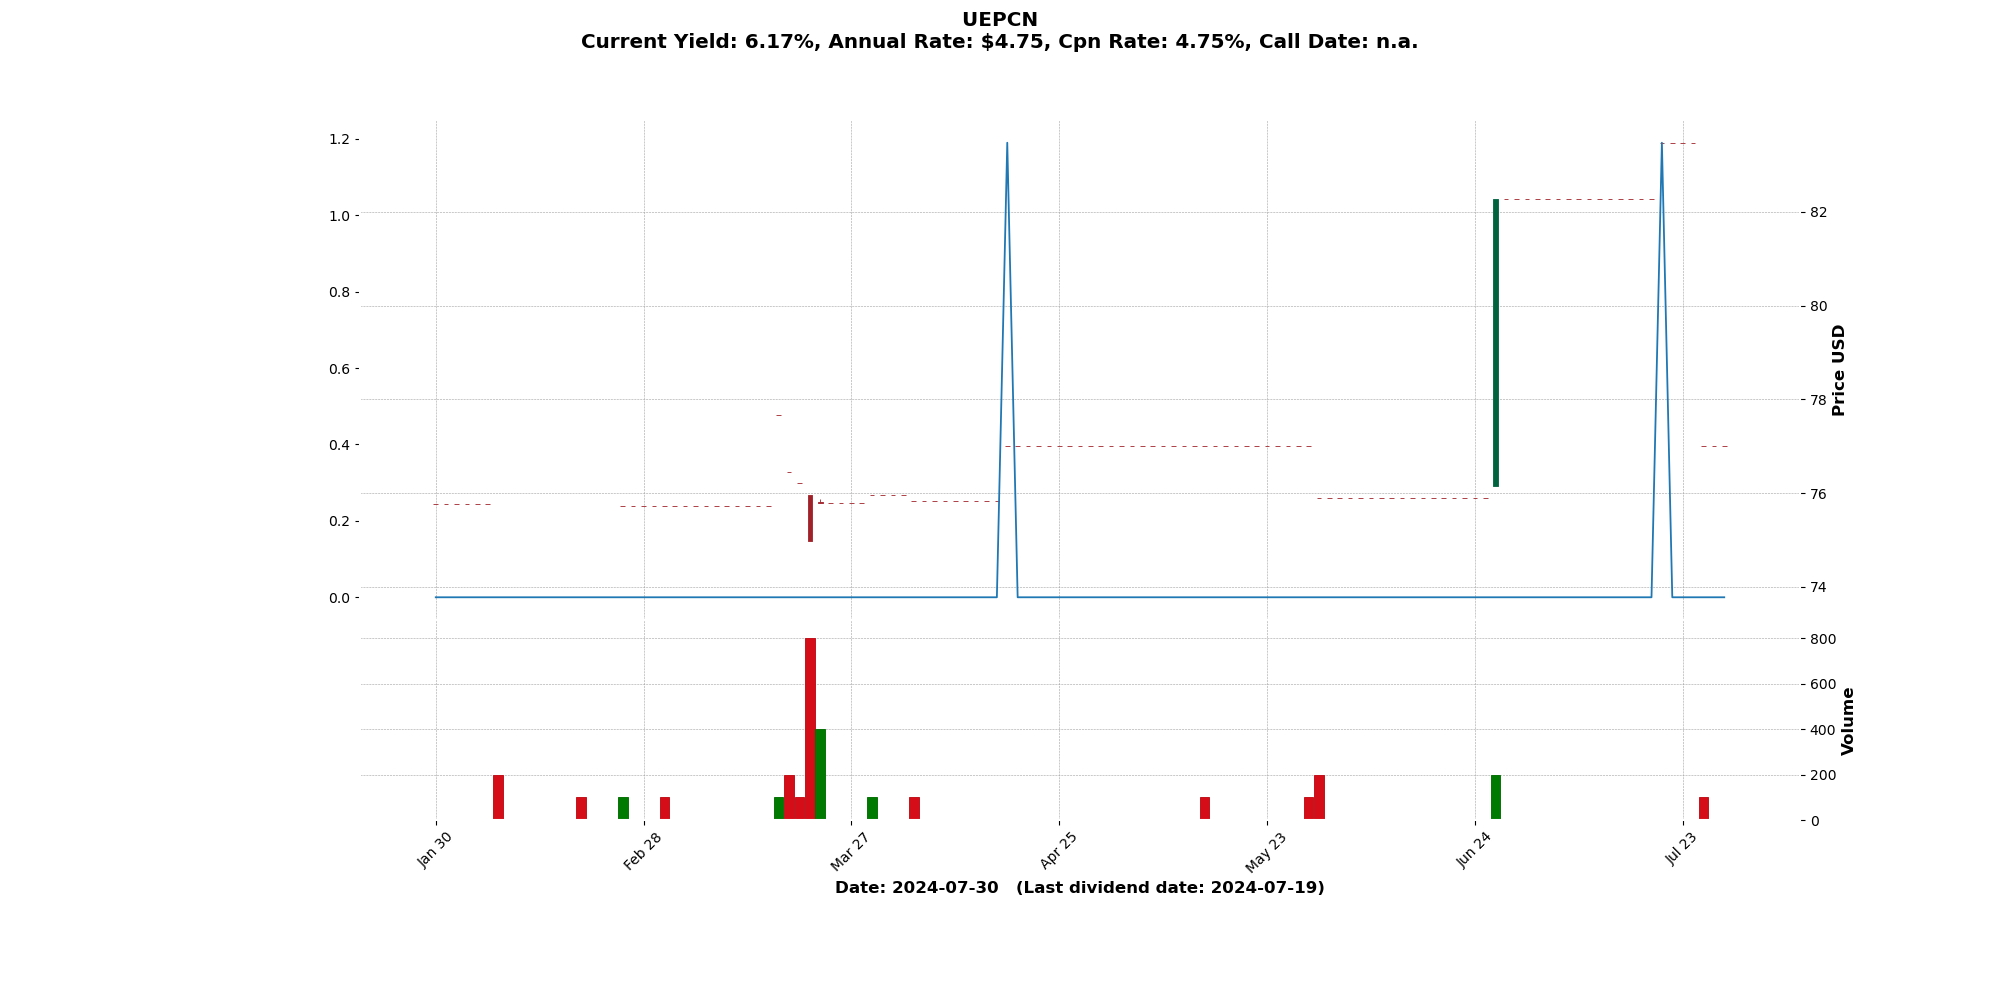 UEPCN
Current Yield: 6.17%, Annual Rate: $4.75, Cpn Rate: 4.75%, Call Date: n.a.
1.2
1.0
0.8
0.6
0.4
0.2
0.0
82
80
78
76
74
Price USD
800
600
400
200
0
Volume
Jan 30
Feb 28
Mar 27
Apr 25
May 23
Jun 24
Jul 23
Date: 2024-07-30 (Last dividend date: 2024-07-19)